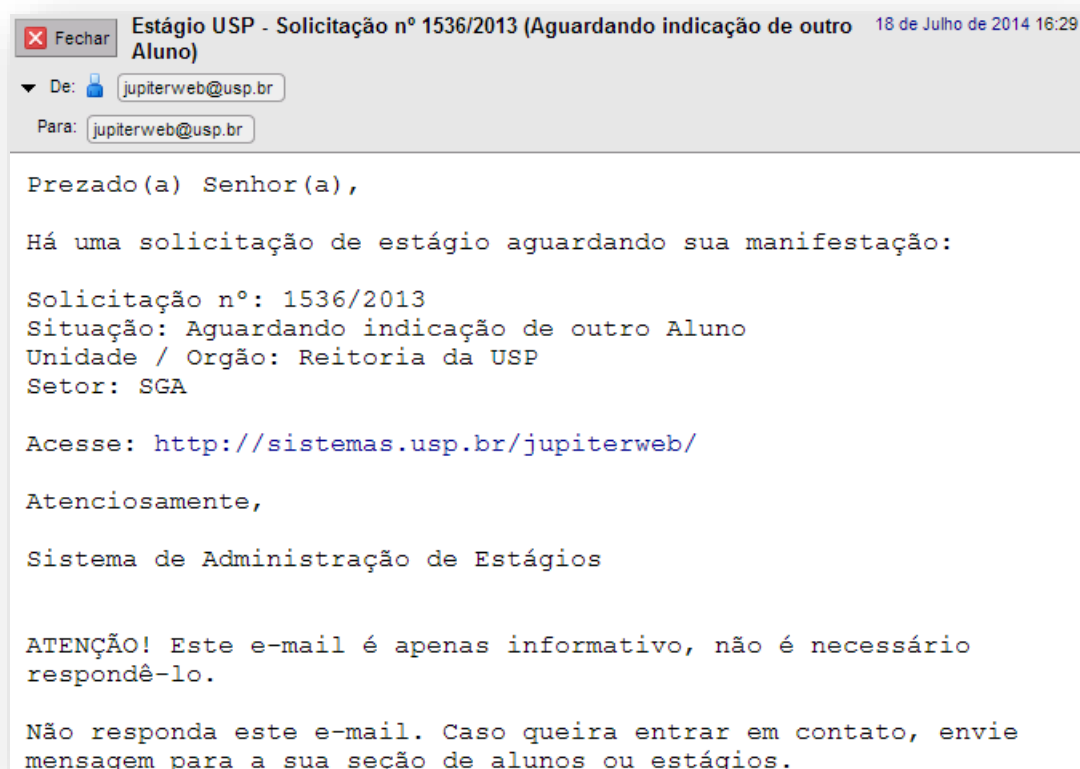 Fechar
Estágio USP - Solicitação nº 1536/2013 (Aguardando indicação de outro
Aluno)
18 de Julho de 2014 16:29
De: jupiterweb@usp.br
Para: jupiterweb@usp.br
Prezado(a) Senhor(a),
Há uma solicitação de estágio aguardando sua manifestação:
Solicitação nº: 1536/2013
Situação: Aguardando indicação de outro Aluno
Unidade / Orgão: Reitoria da USP
Setor: SGA
Acesse: http://sistemas.usp.br/jupiterweb/
Atenciosamente,
Sistema de Administração de Estágios
ATENÇÃO! Este e-mail é apenas informativo, não é necessário
respondê-lo.
Não responda este e-mail. Caso queira entrar em contato, envie
mensagem para a sua seção de alunos ou estágios.